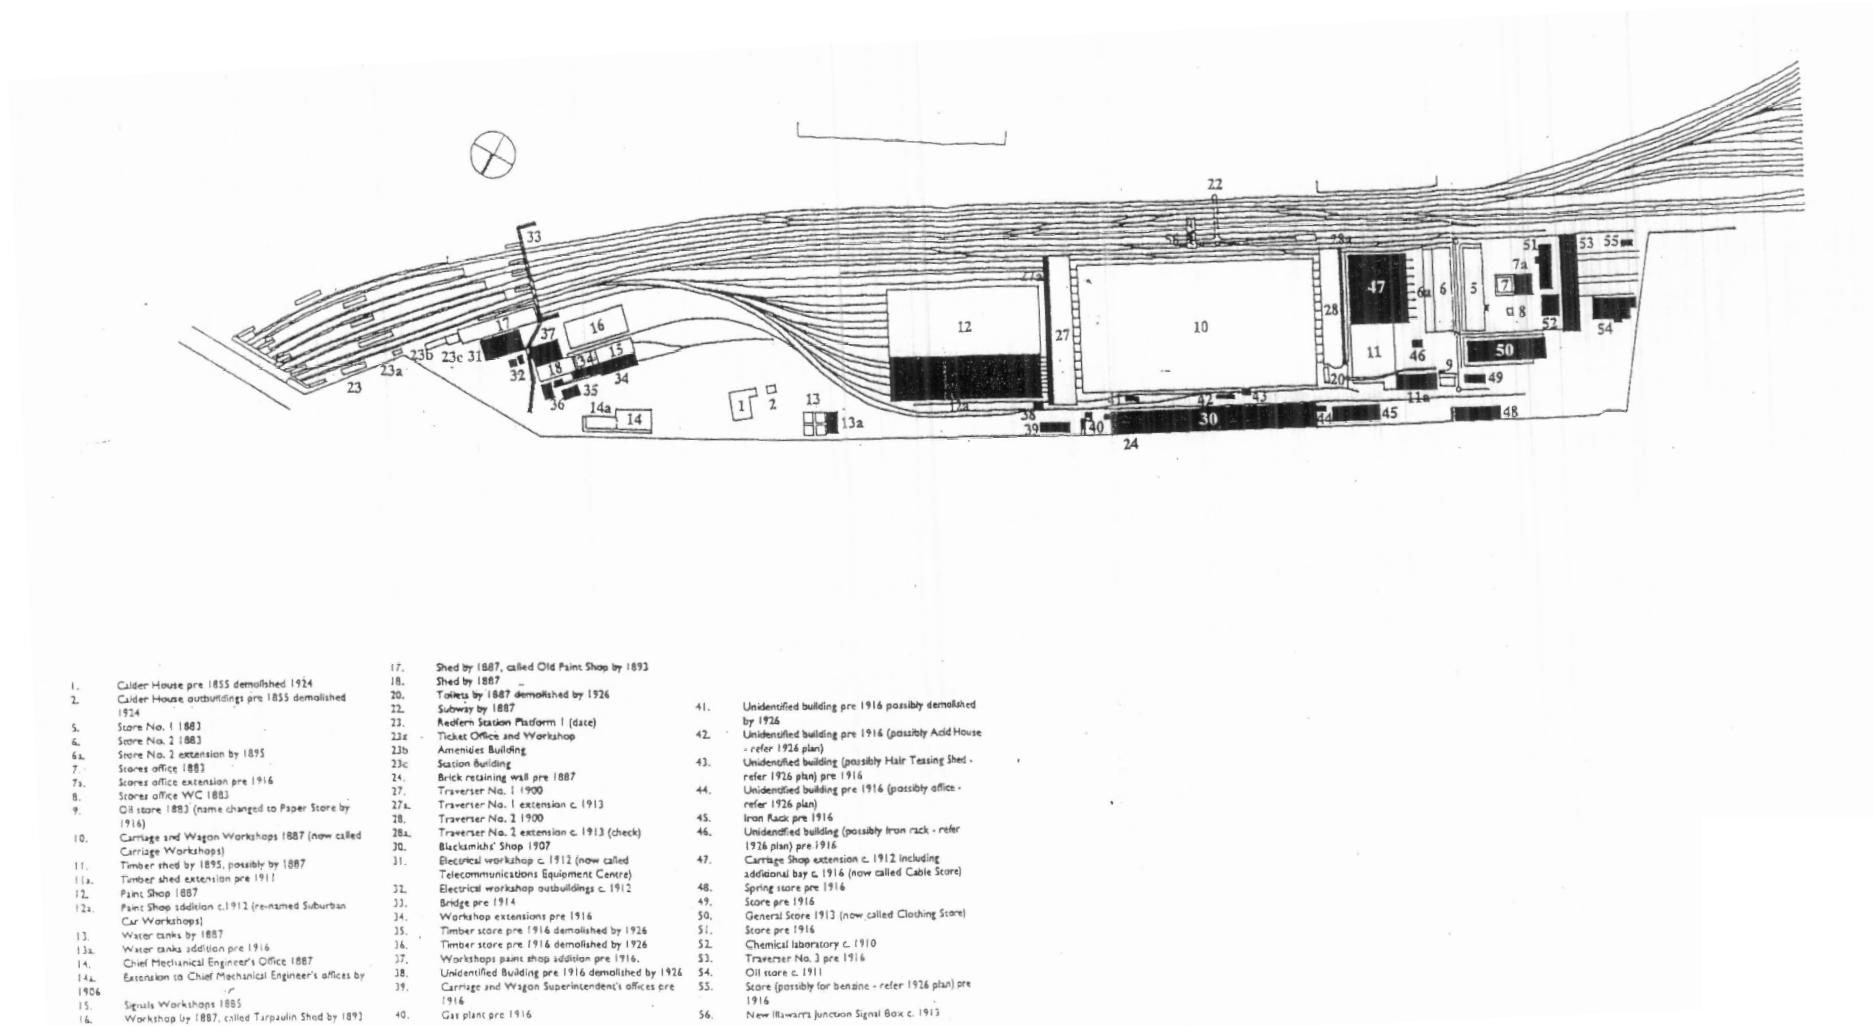 33
22
56
28a
51
53
55
7a
27a
47
6a
6
5
7
8
17
37
16
12
27
10
28
52
54
23b
23c
31
15
34
11
46
50
32
18
34
20
9
49
23
23a
35
36
14a
14
1
2
13
13a
12a
38
41
42
43
11a
39
40
30
44
45
48
24
1. Calder House pre 1855 demolished 1924
2. Calder House outbuildings pre 1855 demolished
1924
5. Store No. 1 1883
6. Store No. 2 1883
6a. Store No. 2 extension by 1895
7. Stores office 1883
7a. Stores office extension pre 1916
8. Stores office WC 1883
9. Oil store 1883 (name changed to Paper Store by
1916)
10. Carriage and Wagon Workshops 1887 (now called
Carriage Workshops)
11. Timber shed by 1895, possibly by 1887
11a. Timber shed extension pre 1911
12. Paint Shop 1887
12a. Paint Shop addition c.1912 (re-named Suburban
Car Workshops)
13. Water tanks by 1887
13a. Water tanks addition pre 1916
14. Chief Mechanical Engineer's Office 1887
14a. Extension to Chief Mechanical Engineer's offices by
1906
15. Signals Workshops 1885
16. Workshop by 1887, called Tarpaulin Shed by 1893
17. Shed by 1887, called Old Paint Shop by 1893
18. Shed by 1887
20. Toilets by 1887 demolished by 1926
22. Subway by 1887
23. Redfern Station Platform 1 (date)
23a Ticket Office and Workshop
23b Amenities Building
23c Station Building
24. Brick retaining wall pre 1887
27. Traverser No. 1 1900
27a. Traverser No. 1 extension c. 1913
28. Traverser No. 2 1900
28a. Traverser No. 2 extension c. 1913 (check)
30. Blacksmiths' Shop 1907
31. Electrical workshop c. 1912 (now called
Telecommunications Equipment Centre)
32. Electrical workshop outbuildings c. 1912
33. Bridge pre 1914
34. Workshop extensions pre 1916
35. Timber store pre 1916 demolished by 1926
36. Timber store pre 1916 demolished by 1926
37. Workshops paint shop addition pre 1916.
38. Unidentified Building pre 1916 demolished by 1926
39. Carriage and Wagon Superintendent's offices pre
1916
40. Gas plant pre 1916
41. Unidentified building pre 1916 possibly demolished
by 1926
42. Unidentified building pre 1916 (possibly Acid House
- refer 1926 plan)
43. Unidentified building (possibly Hair Teasing Shed -
refer 1926 plan) pre 1916
44. Unidentified building pre 1916 (possibly office -
refer 1926 plan)
45. Iron Rack pre 1916
46. Unidentified building (possibly Iron rack - refer
1926 plan) pre 1916
47. Carriage Shop extension c. 1912 including
additional bay c. 1916 (now called Cable Store)
48. Spring store pre 1916
49. Store pre 1916
50. General Store 1913 (now called Clothing Store)
51. Store pre 1916
52. Chemical laboratory c. 1910
53. Traverser No. 3 pre 1916
54. Oil store c. 1911
55. Store (possibly for benzine - refer 1926 plan) pre
1916
56. New Illawarra Junction Signal Box c. 1913